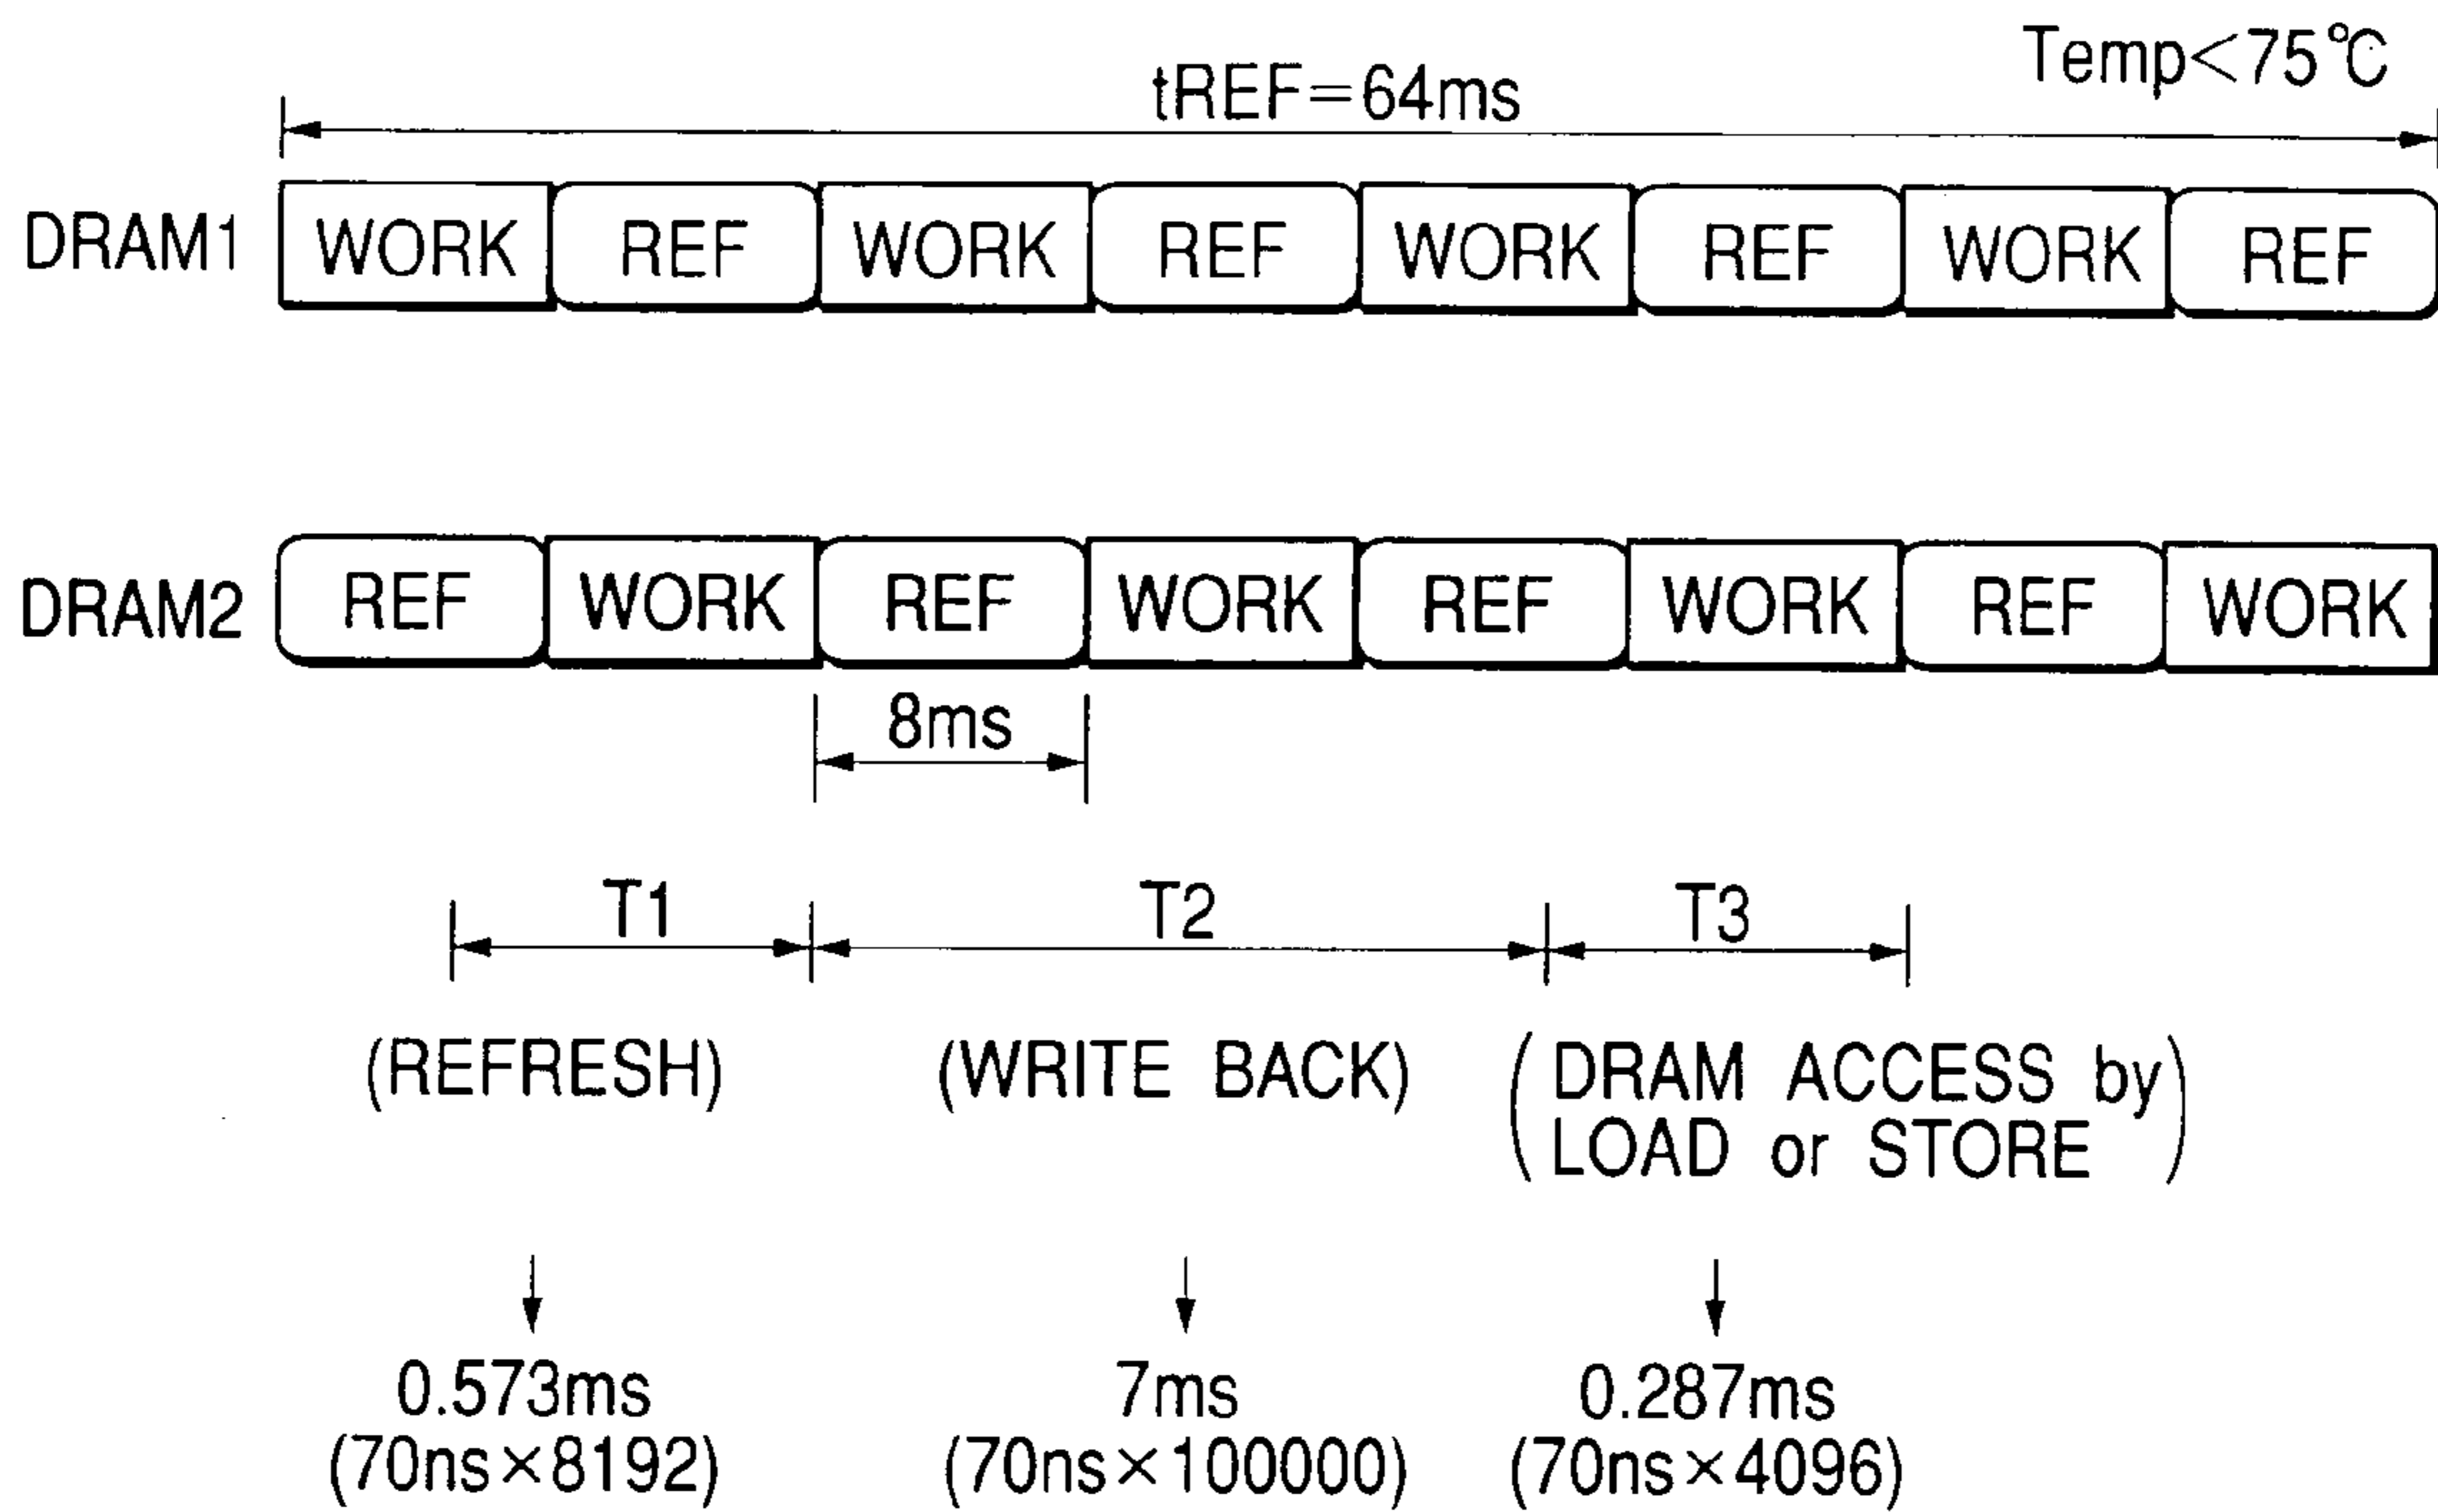 Temp<75℃
tREF=64ms
DRAM1 WORK REF WORK REF WORK REF WORK REF
DRAM2 REF WORK REF WORK REF WORK REF WORK
8ms
T1 T2 T3
(REFRESH) (WRITE BACK) (DRAM ACCESS by
LOAD or STORE)
0.573ms 7ms 0.287ms
(70ns×8192) (70ns×100000) (70ns×4096)